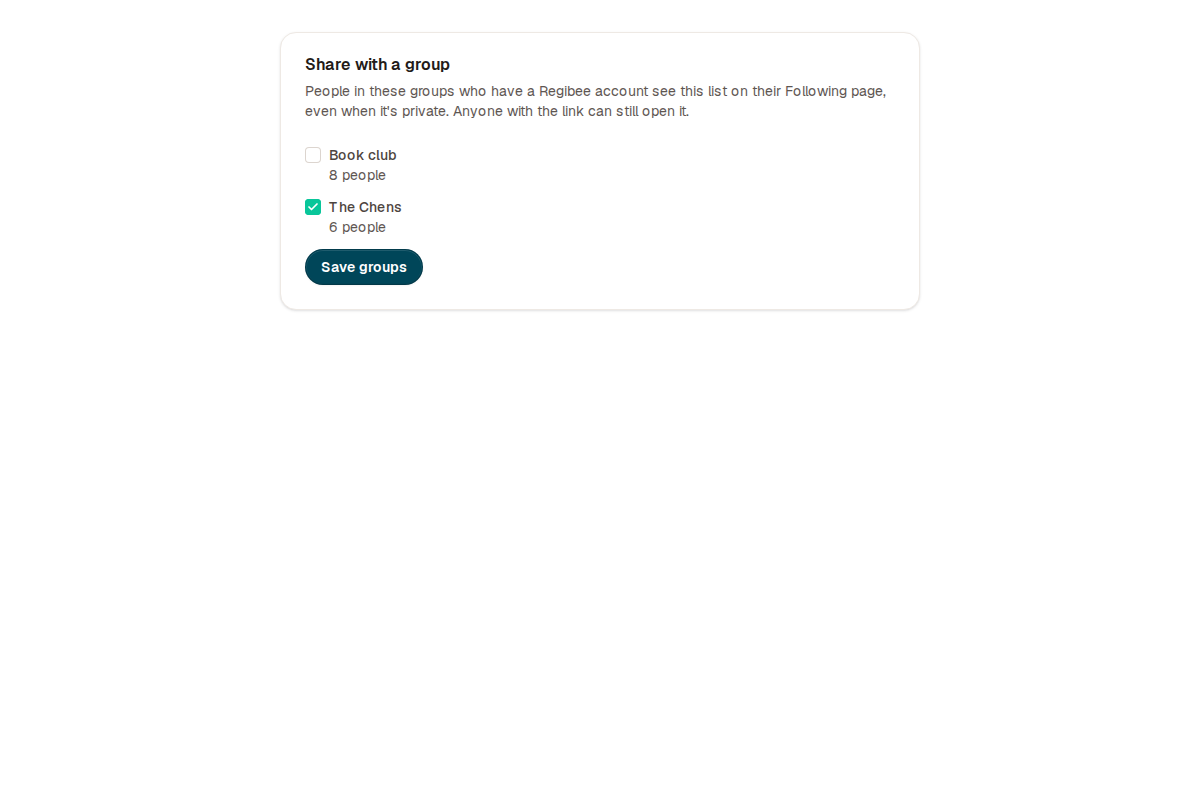 Share with a group
People in these groups who have a Regibee account see this list on their Following page,
even when it's private. Anyone with the link can still open it.
Book club
8 people
The Chens
6 people
Save groups